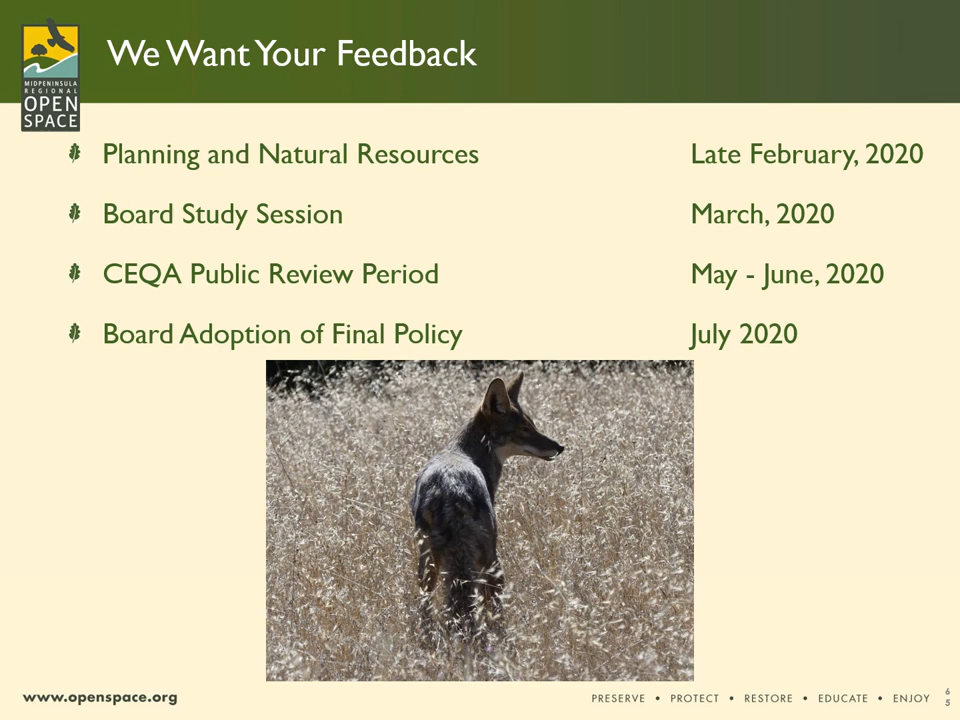 We Want Your Feedback
MIDPENINSULA
REGIONAL
OPEN
SPACE
Planning and Natural Resources Late February, 2020
Board Study Session March, 2020
CEQA Public Review Period May - June, 2020
Board Adoption of Final Policy July 2020
www.openspace.org PRESERVE • PROTECT • RESTORE • EDUCATE • ENJOY
6
5